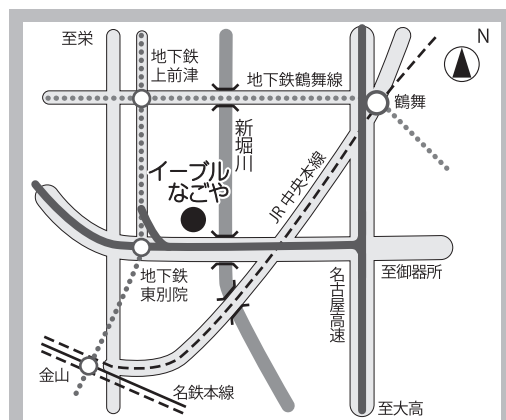 至栄
地下鉄
上前津
地下鉄鶴舞線
N
鶴舞
新堀川
イーブル
なごや
JR中央本線
地下鉄
東別院
名古屋高速
至御器所
金山
名鉄本線
至大高